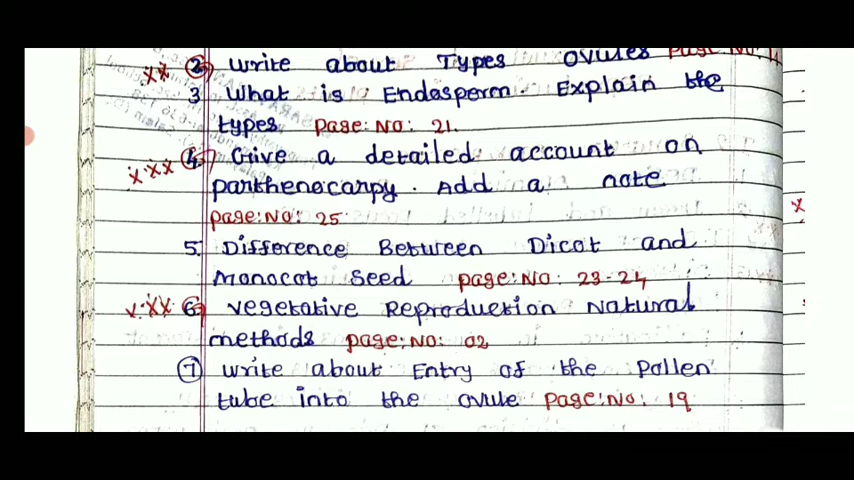 ② Write about Types Ovules Page:No:
3 What is Endosperm. Explain the
types Page:No: 21.
xxx ④ Give a detailed account on
parthenocarpy. Add a note
page:No: 25
5. Difference Between Dicot and
Monocot Seed page:No: 23-24
⑥ Vegetative Reproduction Natural
methods page:No: 02
⑦ Write about Entry of the Pollen
tube into the ovule Page:No: 19